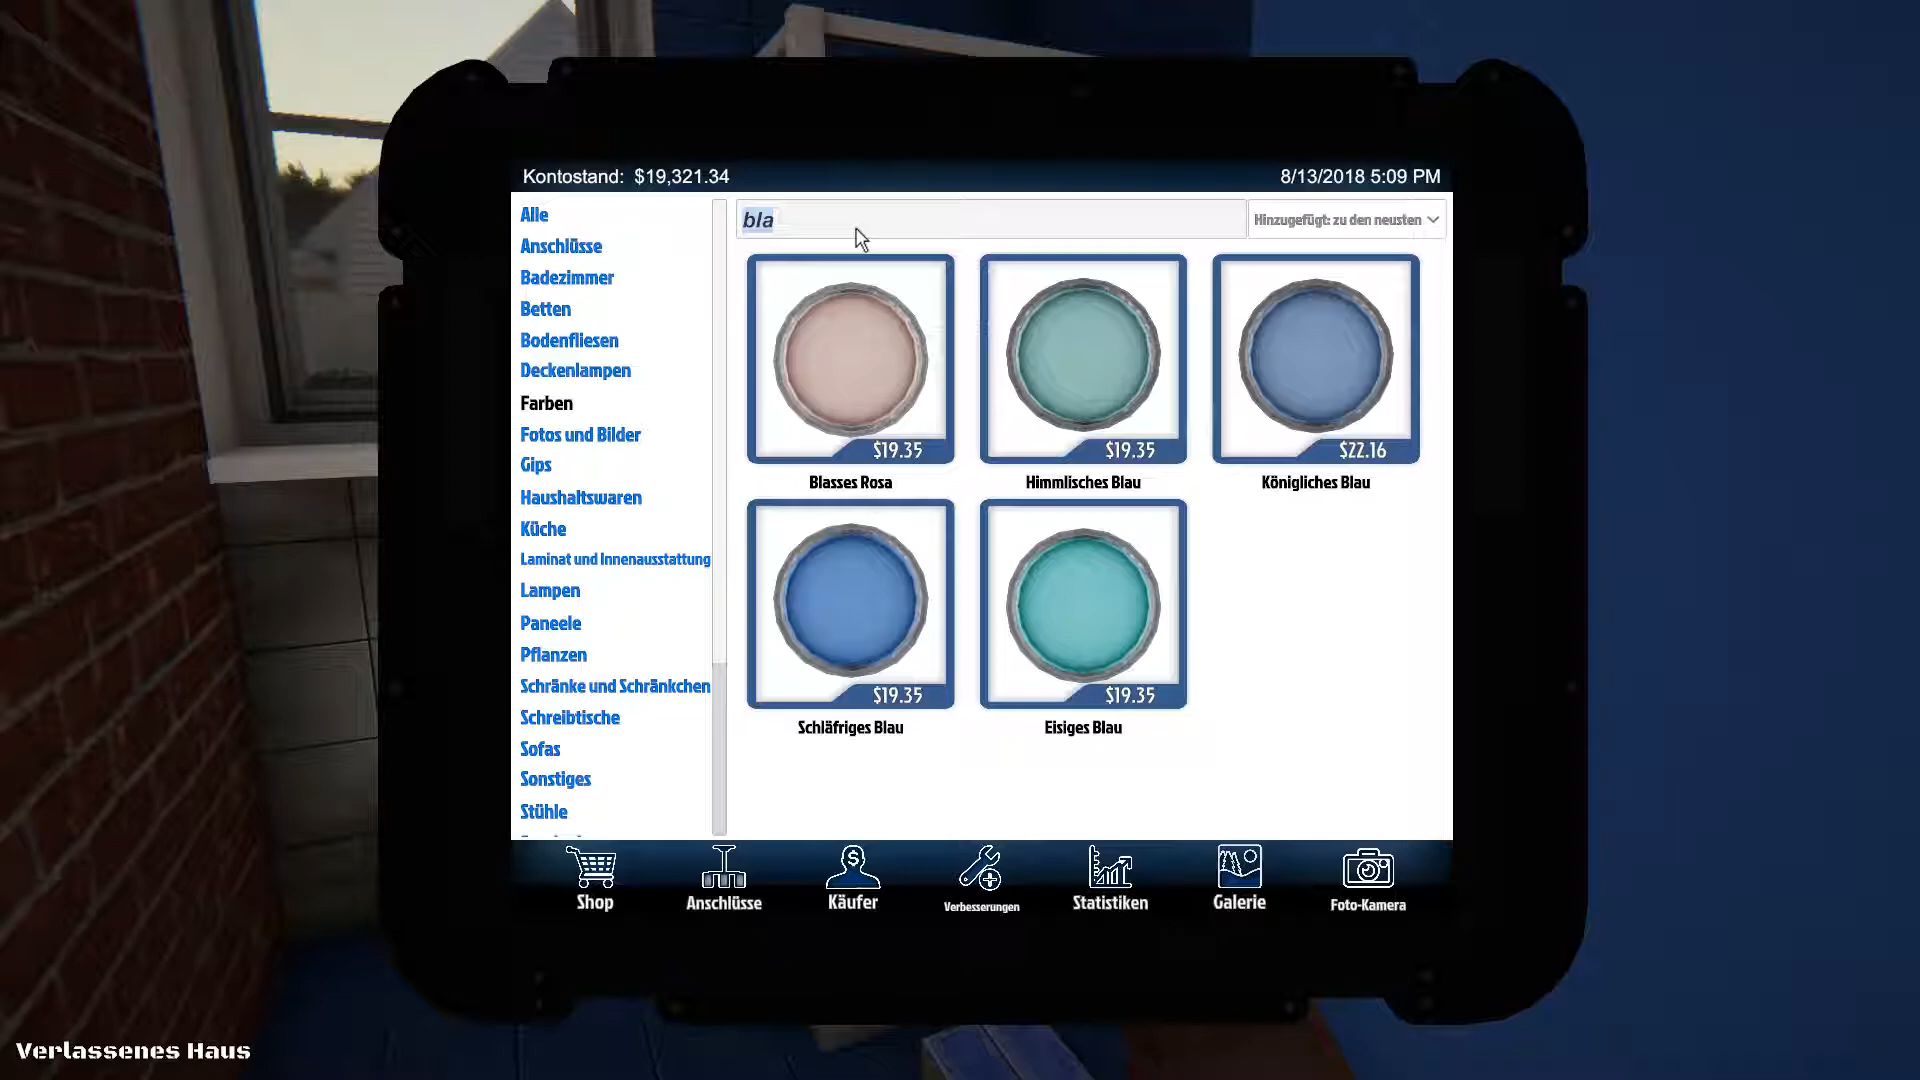 Kontostand: $19,321.34
8/13/2018 5:09 PM
Alle
Anschlüsse
Badezimmer
Betten
Bodenfliesen
Deckenlampen
Farben
Fotos und Bilder
Gips
Haushaltswaren
Küche
Laminat und Innenausstattung
Lampen
Paneele
Pflanzen
Schränke und Schränkchen
Schreibtische
Sofas
Sonstiges
Stühle
bla
Hinzugefügt: zu den neusten
$19.35
$19.35
$22.16
Blasses Rosa
Himmlisches Blau
Königliches Blau
$19.35
$19.35
Schläfriges Blau
Eisiges Blau
Shop
Anschlüsse
Käufer
Verbesserungen
Statistiken
Galerie
Foto-Kamera
Verlassenes Haus